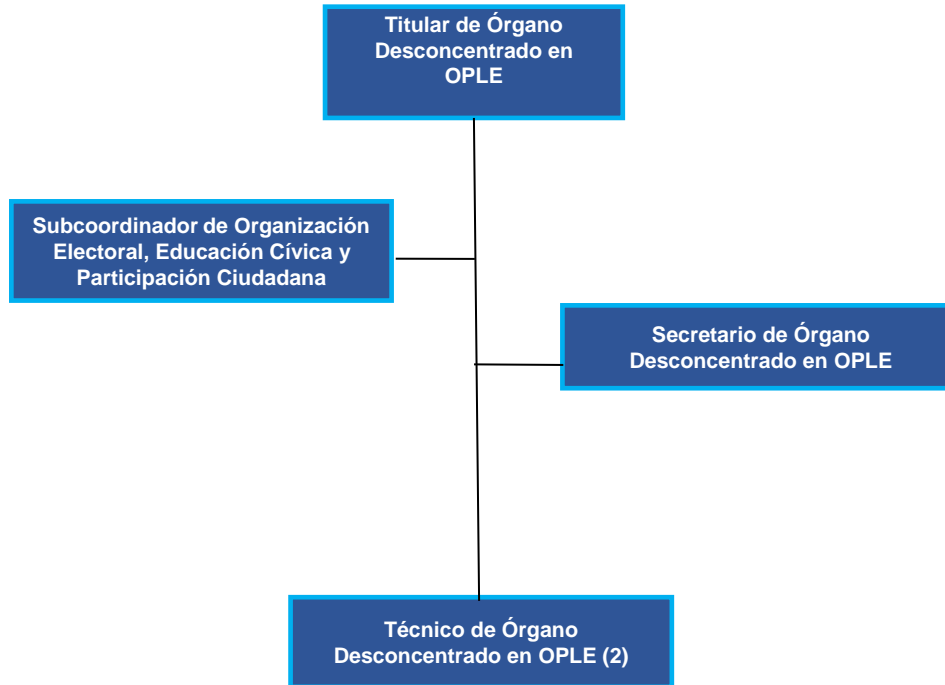 Titular de Órgano
Desconcentrado en
OPLE
Subcoordinador de Organización
Electoral, Educación Cívica y
Participación Ciudadana
Secretario de Órgano
Desconcentrado en OPLE
Técnico de Órgano
Desconcentrado en OPLE (2)